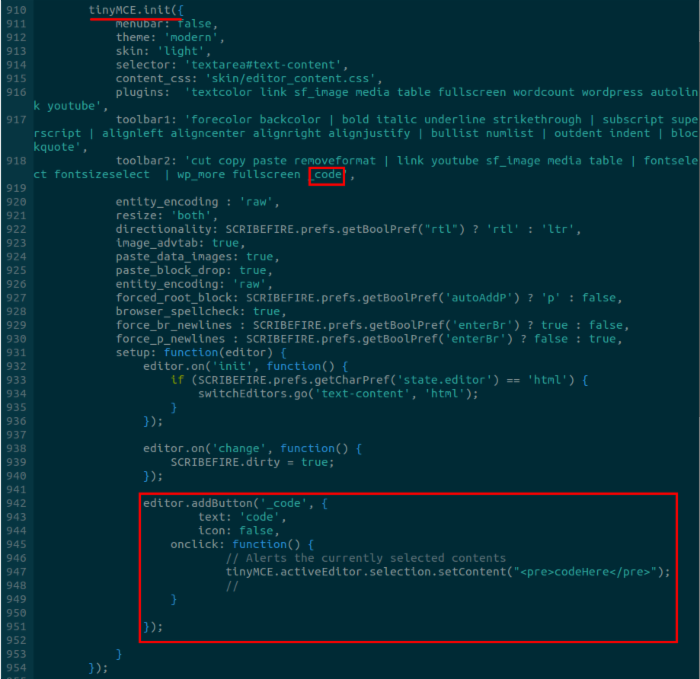 910 tinyMCE.init({
911 menubar: false,
912 theme: 'modern',
913 skin: 'light',
914 selector: 'textarea#text-content',
915 content_css: 'skin/editor_content.css',
916 plugins:  'textcolor link sf_image media table fullscreen wordcount wordpress autolin
k youtube',
917 toolbar1: 'forecolor backcolor | bold italic underline strikethrough | subscript supe
rscript | alignleft aligncenter alignright alignjustify | bullist numlist | outdent indent | bloc
kquote',
918 toolbar2: 'cut copy paste removeformat | link youtube sf_image media table | fontsele
ct fontsizeselect  | wp_more fullscreen _code',
919
920 entity_encoding : 'raw',
921 resize: 'both',
922 directionality: SCRIBEFIRE.prefs.getBoolPref("rtl") ? 'rtl' : 'ltr',
923 image_advtab: true,
924 paste_data_images: true,
925 paste_block_drop: true,
926 entity_encoding: 'raw',
927 forced_root_block: SCRIBEFIRE.prefs.getBoolPref('autoAddP') ? 'p' : false,
928 browser_spellcheck: true,
929 force_br_newlines : SCRIBEFIRE.prefs.getBoolPref('enterBr') ? true : false,
930 force_p_newlines : SCRIBEFIRE.prefs.getBoolPref('enterBr') ? false : true,
931 setup: function(editor) {
932 editor.on('init', function() {
933 if (SCRIBEFIRE.prefs.getCharPref('state.editor') == 'html') {
934 switchEditors.go('text-content', 'html');
935 }
936 });
937
938 editor.on('change', function() {
939 SCRIBEFIRE.dirty = true;
940 });
941
942 editor.addButton('_code', {
943 text: 'code',
944 icon: false,
945 onclick: function() {
946 // Alerts the currently selected contents
947 tinyMCE.activeEditor.selection.setContent("<pre>codeHere</pre>");
948 //
949 }
950
951 });
952
953 }
954 });